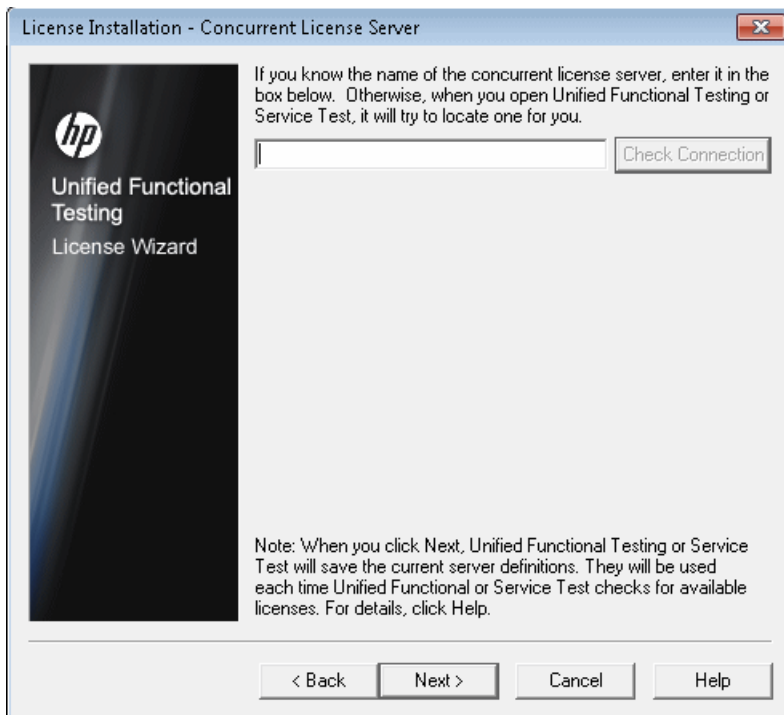 License Installation - Concurrent License Server
If you know the name of the concurrent license server, enter it in the
box below.  Otherwise, when you open Unified Functional Testing or
Service Test, it will try to locate one for you.
Check Connection
hp
Unified Functional
Testing
License Wizard
Note: When you click Next, Unified Functional Testing or Service
Test will save the current server definitions. They will be used
each time Unified Functional or Service Test checks for available
licenses. For details, click Help.
< Back
Next >
Cancel
Help